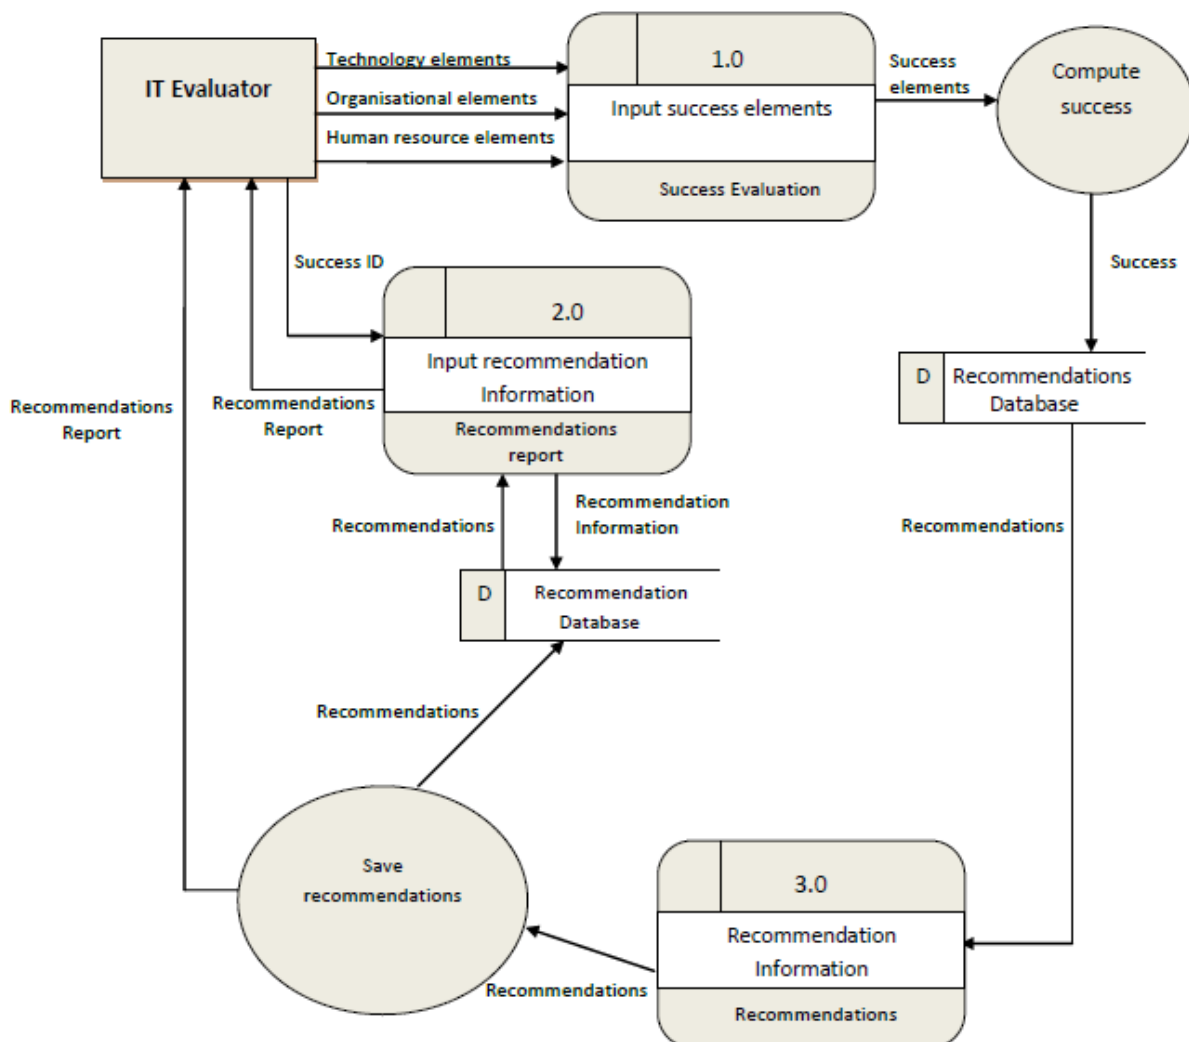 IT Evaluator
Technology elements
Organisational elements
Human resource elements
1.0
Input success elements
Success Evaluation
Success
elements
Compute
success
Success ID
Success
2.0
Input recommendation
Information
Recommendations
report
D
Recommendations
Database
Recommendations
Report
Recommendations
Report
Recommendations
Recommendation
Information
Recommendations
D
Recommendation
Database
Recommendations
Save
recommendations
3.0
Recommendation
Information
Recommendations
Recommendations